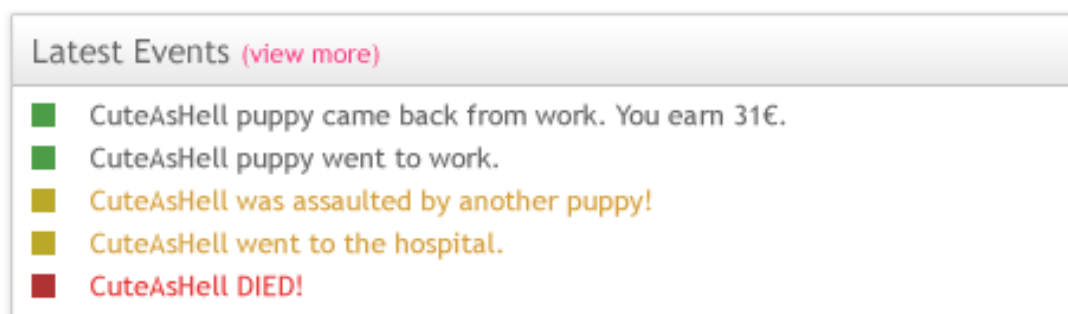 Latest Events (view more)
CuteAsHell puppy came back from work. You earn 31€.
CuteAsHell puppy went to work.
CuteAsHell was assaulted by another puppy!
CuteAsHell went to the hospital.
CuteAsHell DIED!